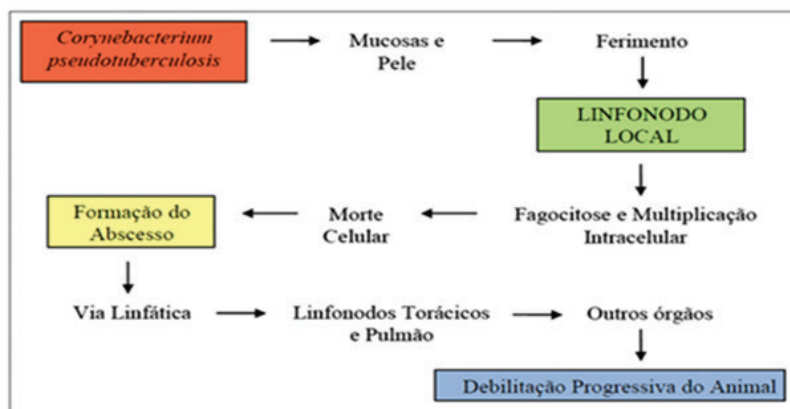 Corynebacterium
pseudotuberculosis
Mucosas e
Pele
Ferimento
LINFONODO
LOCAL
Fagocitose e Multiplicação
Intracelular
Morte
Celular
Formação do
Abscesso
Via Linfática
Linfonodos Torácicos
e Pulmão
Outros órgãos
Debilitação Progressiva do Animal